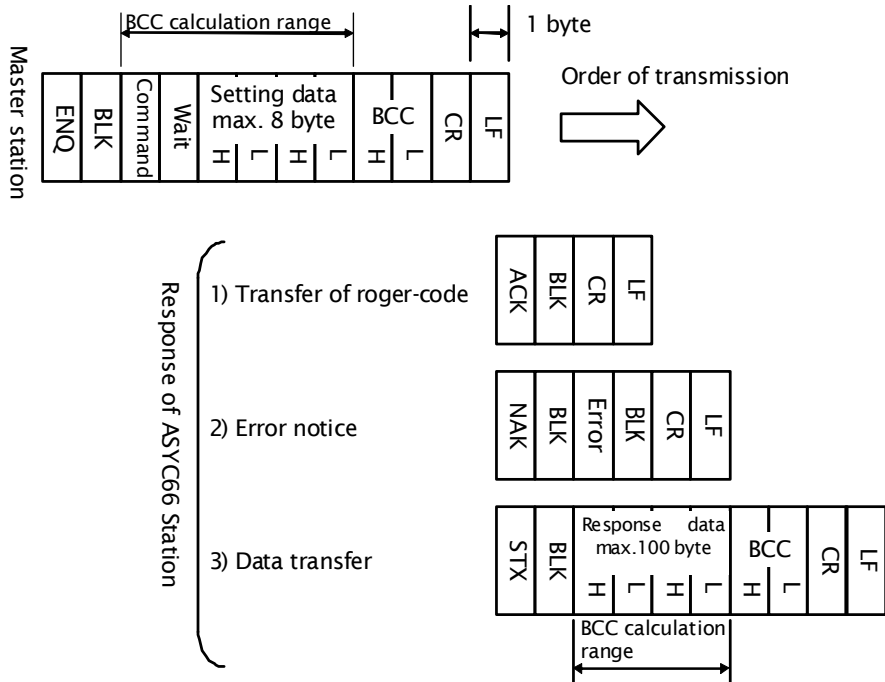 BCC calculation range
1 byte
Master station
ENQ
BLK
Command
Wait
Setting data
max. 8 byte
H
L
H
L
BCC
H
L
CR
LF
Order of transmission
Response of ASYC66 Station
1) Transfer of roger-code
ACK
BLK
CR
LF
2) Error notice
NAK
BLK
Error
BLK
CR
LF
3) Data transfer
STX
BLK
Response data
max.100 byte
H
L
H
L
BCC
H
L
CR
LF
BCC calculation
range